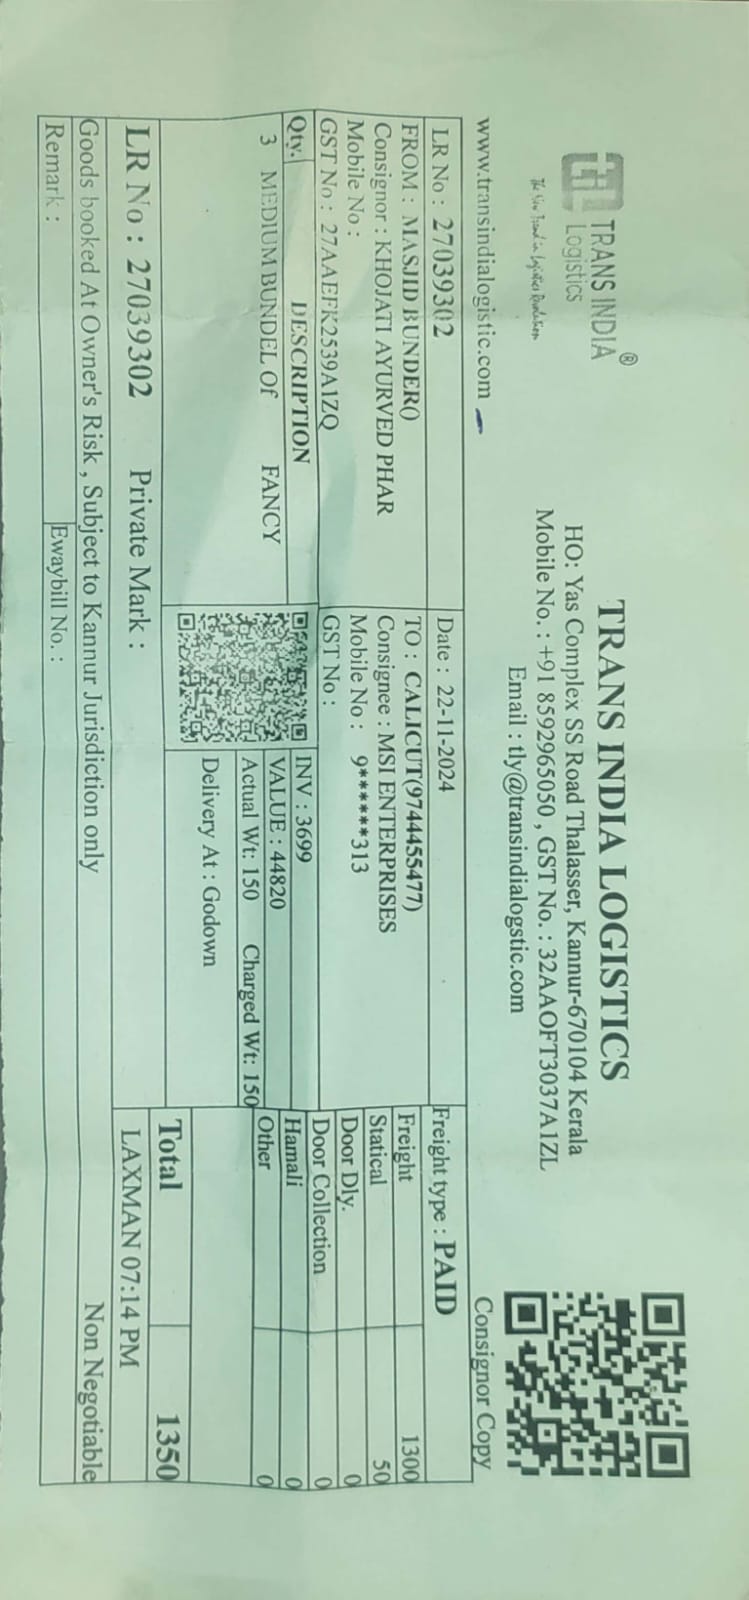 TRANS INDIA ®
Logistics
The New Trend in Logistics Revolution
TRANS INDIA LOGISTICS
HO: Yas Complex SS Road Thalasser, Kannur-670104 Kerala
Mobile No. : +91 8592965050 , GST No. : 32AAOFT3037A1ZL
Email : tly@transindialogstic.com
www.transindialogistic.com
Consignor Copy
LR No : 27039302 Date : 22-11-2024 Freight type : PAID
FROM : MASJID BUNDER() TO : CALICUT(9744455477) Freight 1300
Consignor : KHOJATI AYURVED PHAR Consignee : MSI ENTERPRISES Statical 50
Mobile No : Mobile No : 9******313 Door Dly. 0
GST No : 27AAEFK2539A1ZQ GST No : Door Collection 0
Qty. DESCRIPTION INV : 3699 Hamali 0
3 MEDIUM BUNDEL Of FANCY VALUE : 44820 Other 0
Actual Wt: 150 Charged Wt: 150
Delivery At : Godown
Total 1350
LR No : 27039302 Private Mark : LAXMAN 07:14 PM
Goods booked At Owner's Risk , Subject to Kannur Jurisdiction only Non Negotiable
Remark : Ewaybill No. :